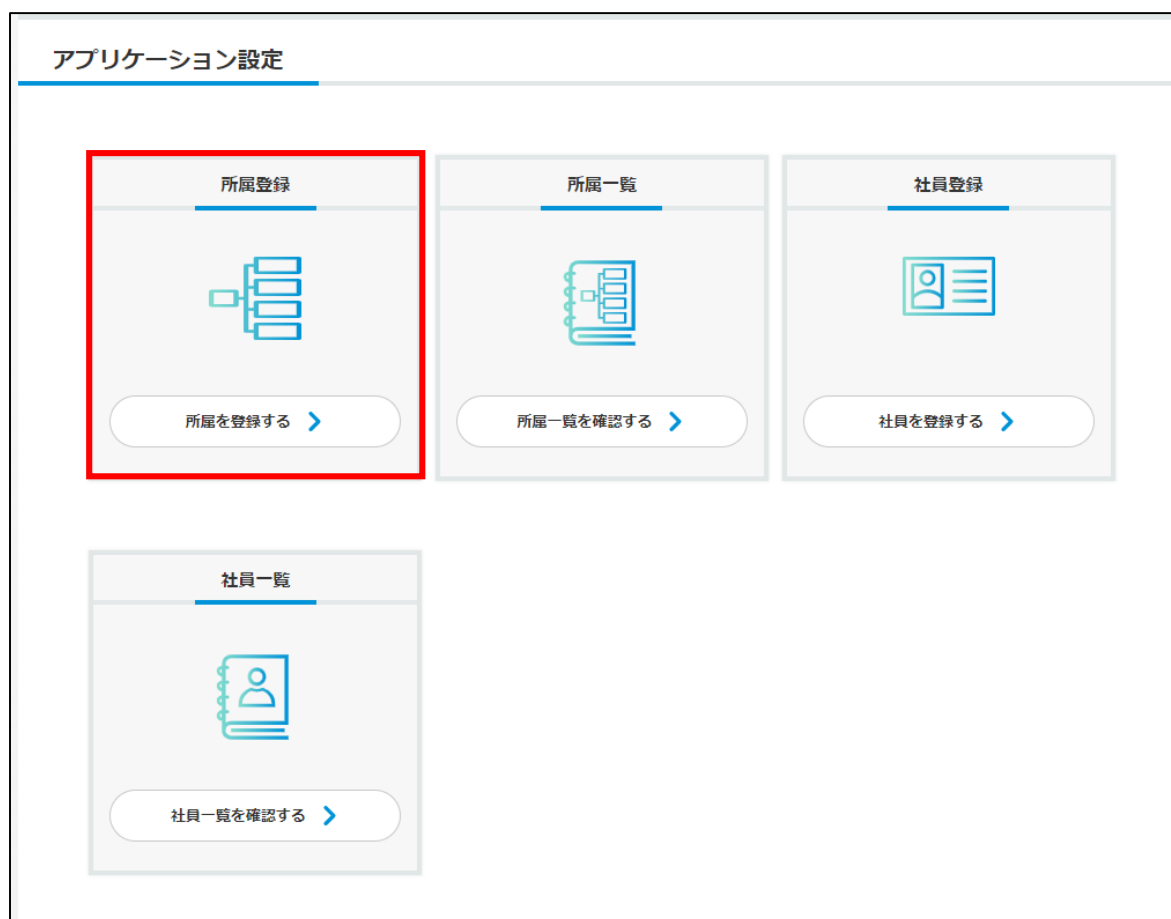 アプリケーション設定
所属登録
所属一覧
社員登録
所属を登録する
所属一覧を確認する
社員を登録する
社員一覧
社員一覧を確認する